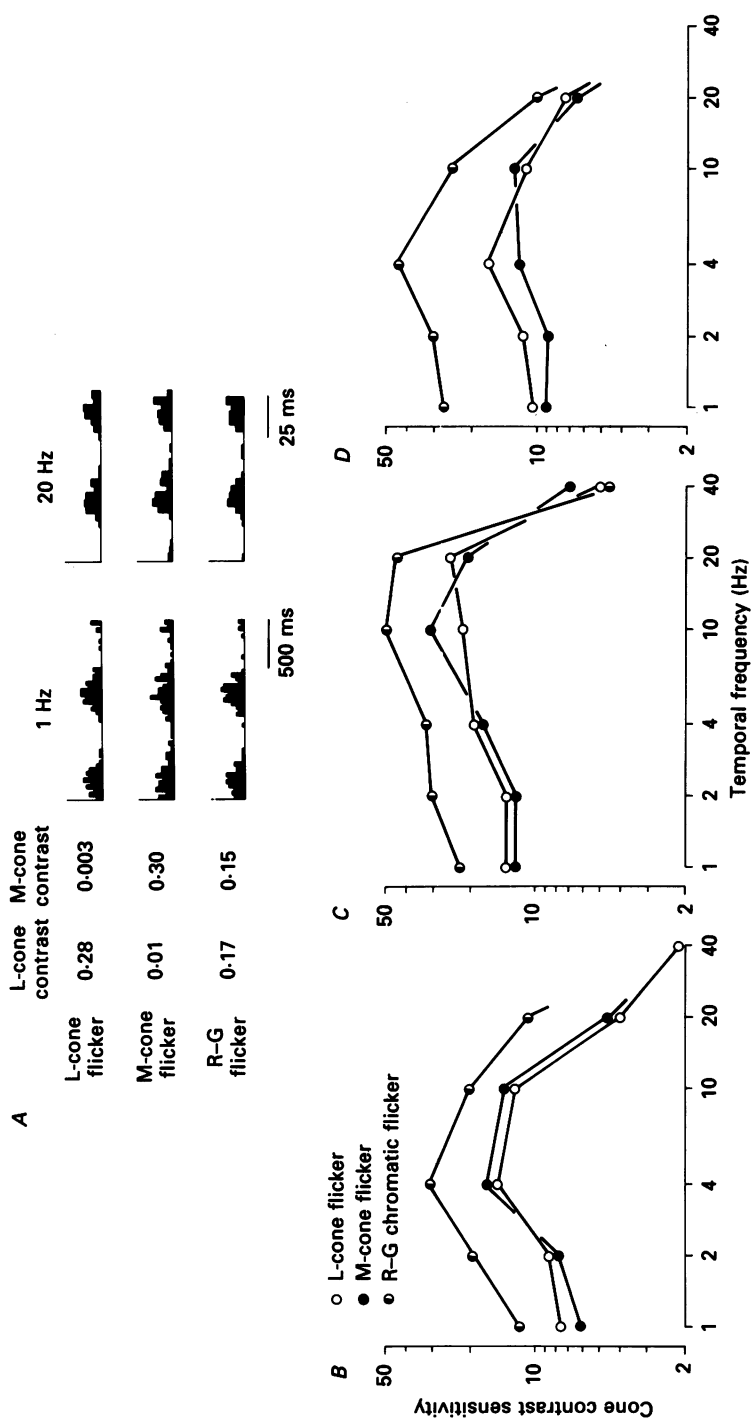 A
L-cone M-cone
contrast contrast
1 Hz
20 Hz
L-cone
flicker
0·28
0·003
M-cone
flicker
0·01
0·30
R–G
flicker
0·17
0·15
500 ms
25 ms
B
50
10
2
1 2 4 10 20 40
L-cone flicker
M-cone flicker
R–G chromatic flicker
Cone contrast sensitivity
C
50
10
2
1 2 4 10 20 40
Temporal frequency (Hz)
D
50
10
2
1 2 4 10 20 40